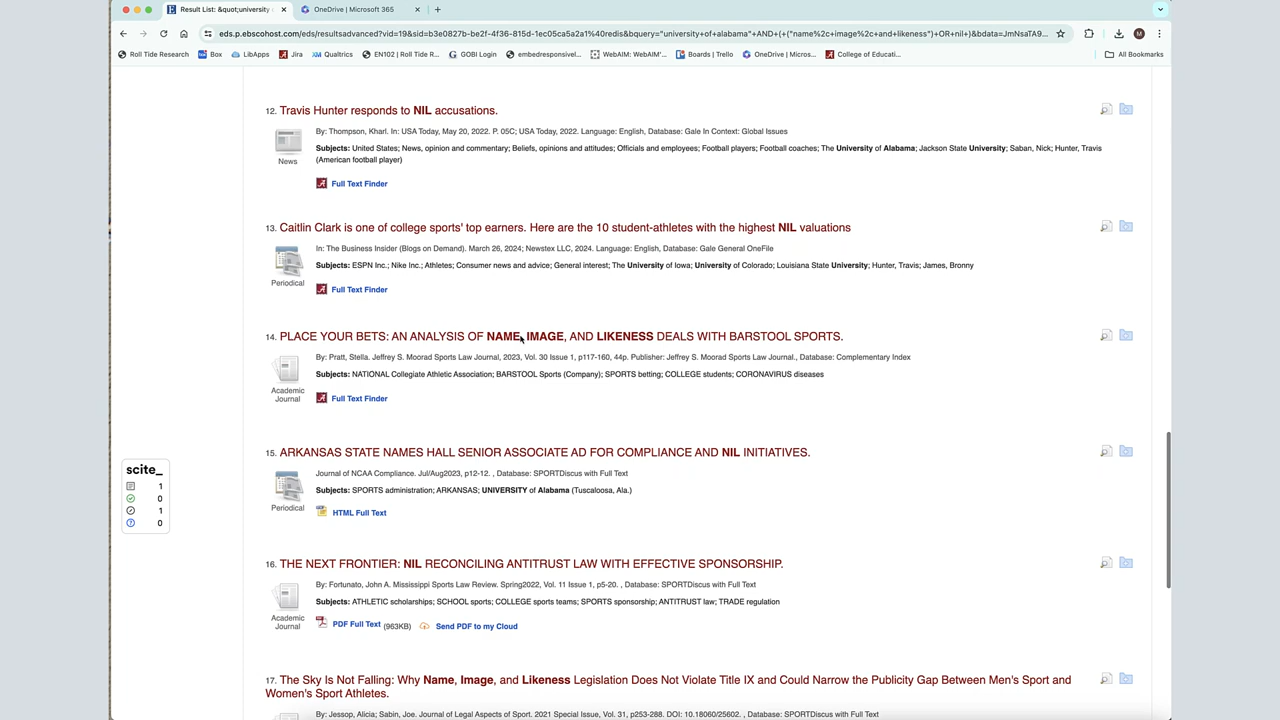 Result List: &quot;university
OneDrive | Microsoft 365
eds.p.ebscohost.com/eds/resultsadvanced?vid=19&sid=b3e0827b-be2f-4f36-815d-1ec05ca5a2a1%40redis&bquery="university+of+alabama"+AND+(+("name%2c+image%2c+and+likeness")+OR+nil+)&bdata=JmNsaTA9...
Roll Tide Research
Box
LibApps
Jira
Qualtrics
EN102 | Roll Tide R...
GOBI Login
embedresponsivel...
WebAIM: WebAIM'...
Boards | Trello
OneDrive | Micros...
College of Educati...
All Bookmarks
12. Travis Hunter responds to NIL accusations.
By: Thompson, Kharl. In: USA Today, May 20, 2022. P. 05C; USA Today, 2022. Language: English, Database: Gale In Context: Global Issues
News
Subjects: United States; News, opinion and commentary; Beliefs, opinions and attitudes; Officials and employees; Football players; Football coaches; The University of Alabama; Jackson State University; Saban, Nick; Hunter, Travis
(American football player)
Full Text Finder
13. Caitlin Clark is one of college sports' top earners. Here are the 10 student-athletes with the highest NIL valuations
In: The Business Insider (Blogs on Demand). March 26, 2024; Newstex LLC, 2024. Language: English, Database: Gale General OneFile
Subjects: ESPN Inc.; Nike Inc.; Athletes; Consumer news and advice; General interest; The University of Iowa; University of Colorado; Louisiana State University; Hunter, Travis; James, Bronny
Periodical
Full Text Finder
14. PLACE YOUR BETS: AN ANALYSIS OF NAME, IMAGE, AND LIKENESS DEALS WITH BARSTOOL SPORTS.
By: Pratt, Stella. Jeffrey S. Moorad Sports Law Journal, 2023, Vol. 30 Issue 1, p117-160, 44p. Publisher: Jeffrey S. Moorad Sports Law Journal., Database: Complementary Index
Subjects: NATIONAL Collegiate Athletic Association; BARSTOOL Sports (Company); SPORTS betting; COLLEGE students; CORONAVIRUS diseases
Academic
Journal
Full Text Finder
15. ARKANSAS STATE NAMES HALL SENIOR ASSOCIATE AD FOR COMPLIANCE AND NIL INITIATIVES.
Journal of NCAA Compliance. Jul/Aug2023, p12-12. , Database: SPORTDiscus with Full Text
Subjects: SPORTS administration; ARKANSAS; UNIVERSITY of Alabama (Tuscaloosa, Ala.)
Periodical
HTML Full Text
scite_
1
0
1
0
16. THE NEXT FRONTIER: NIL RECONCILING ANTITRUST LAW WITH EFFECTIVE SPONSORSHIP.
By: Fortunato, John A. Mississippi Sports Law Review. Spring2022, Vol. 11 Issue 1, p5-20. , Database: SPORTDiscus with Full Text
Subjects: ATHLETIC scholarships; SCHOOL sports; COLLEGE sports teams; SPORTS sponsorship; ANTITRUST law; TRADE regulation
Academic
Journal
PDF Full Text (963KB) Send PDF to my Cloud
17. The Sky Is Not Falling: Why Name, Image, and Likeness Legislation Does Not Violate Title IX and Could Narrow the Publicity Gap Between Men's Sport and
Women's Sport Athletes.
By: Jessop, Alicia; Sabin, Joe. Journal of Legal Aspects of Sport. 2021 Special Issue, Vol. 31, p253-288. DOI: 10.18060/25602. , Database: SPORTDiscus with Full Text